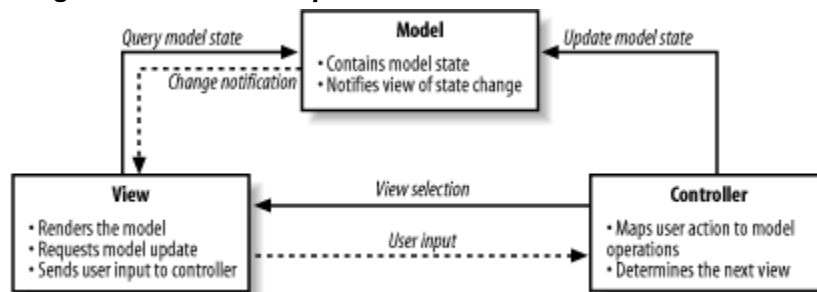 Model
Query model state
Update model state
• Contains model state
• Notifies view of state change
Change notification
View
View selection
Controller
• Renders the model
• Requests model update
• Sends user input to controller
User input
• Maps user action to model
operations
• Determines the next view